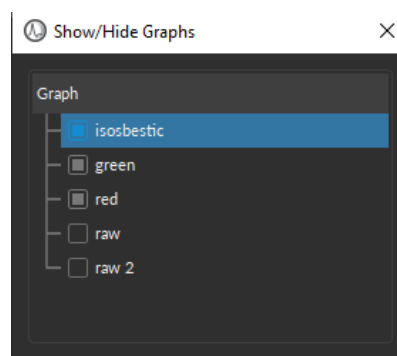 Show/Hide Graphs
Graph
isosbestic
green
red
raw
raw 2